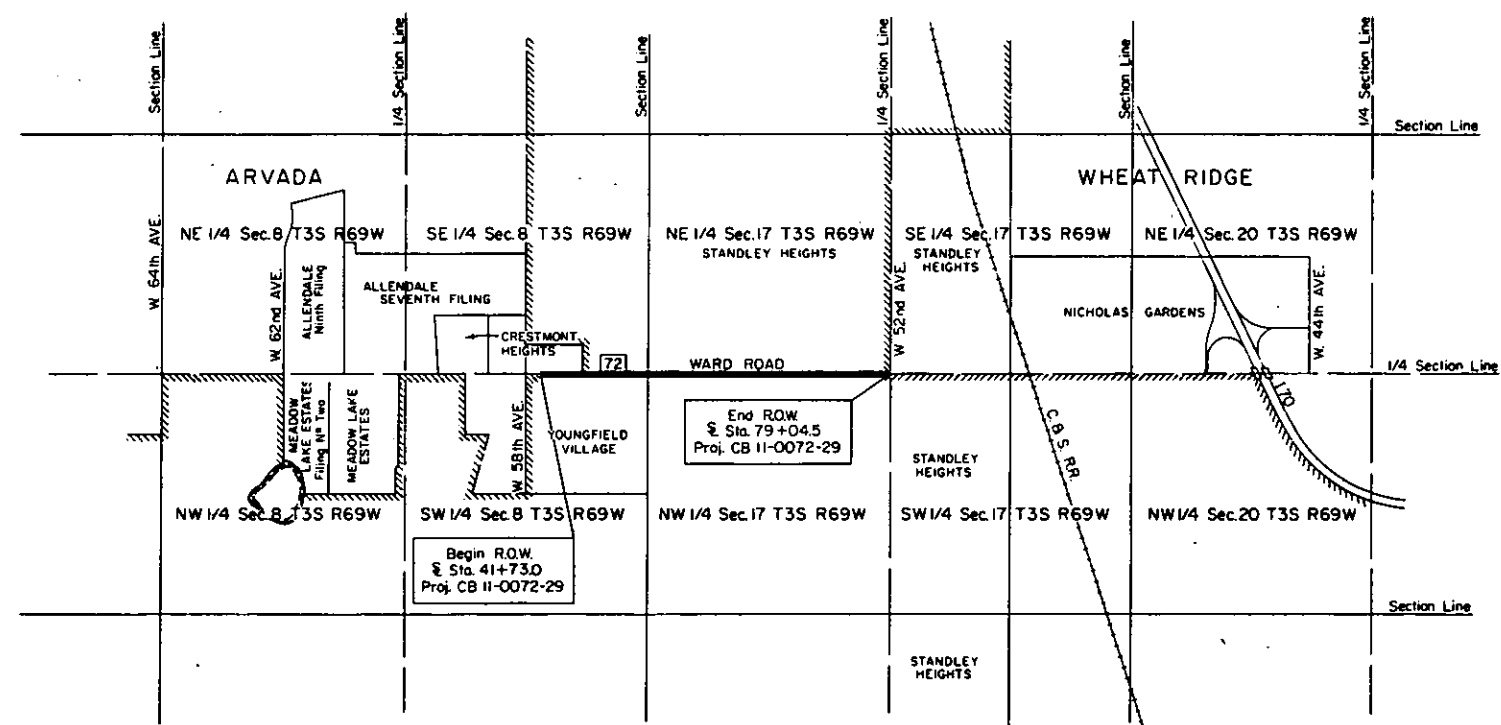 Section Line
1/4 Section Line
Section Line
1/4 Section Line
Section Line
1/4 Section Line
Section Line
ARVADA
WHEAT RIDGE
W. 64th AVE.
NE 1/4 Sec. 8 T3S R69W
SE 1/4 Sec. 8 T3S R69W
NE 1/4 Sec. 17 T3S R69W
SE 1/4 Sec. 17 T3S R69W
NE 1/4 Sec. 20 T3S R69W
STANDLEY HEIGHTS
STANDLEY
HEIGHTS
W. 62nd AVE.
ALLENDALE
Ninth Filing
ALLENDALE
SEVENTH FILING
CRESTMONT
HEIGHTS
W. 52nd AVE.
NICHOLAS GARDENS
W. 44th AVE.
72
WARD ROAD
1/4 Section Line
I 70
MEADOW
LAKE ESTATES
Filing Nº Two
MEADOW LAKE
ESTATES
W. 58th AVE.
YOUNGFIELD
VILLAGE
End R.O.W.
℄ Sta. 79+04.5
Proj. CB 11-0072-29
STANDLEY
HEIGHTS
C.B.S. R.R.
NW 1/4 Sec. 8 T3S R69W
SW 1/4 Sec. 8 T3S R69W
NW 1/4 Sec. 17 T3S R69W
SW 1/4 Sec. 17 T3S R69W
NW 1/4 Sec. 20 T3S R69W
Begin R.O.W.
℄ Sta. 41+73.0
Proj. CB 11-0072-29
Section Line
STANDLEY
HEIGHTS